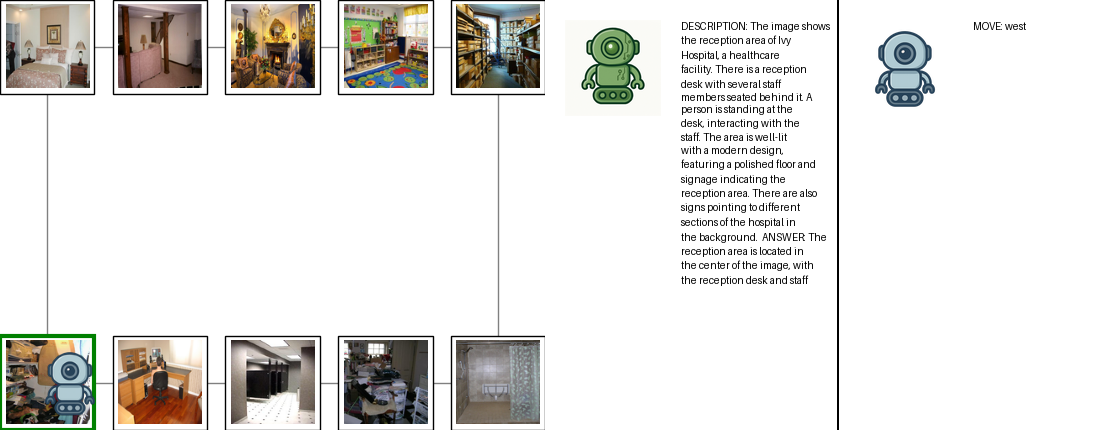 DESCRIPTION: The image shows
the reception area of Ivy
Hospital, a healthcare
facility. There is a reception
desk with several staff
members seated behind it. A
person is standing at the
desk, interacting with the
staff. The area is well-lit
with a modern design,
featuring a polished floor and
signage indicating the
reception area. There are also
signs pointing to different
sections of the hospital in
the background.  ANSWER: The
reception area is located in
the center of the image, with
the reception desk and staff
MOVE: west